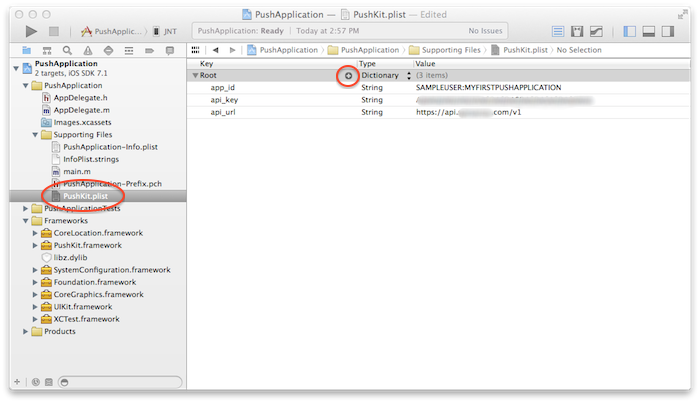 PushApplication — PushKit.plist — Edited
PushApplic... JNT
PushApplication: Ready | Today at 2:57 PM
No Issues
PushApplication PushApplication Supporting Files PushKit.plist No Selection
PushApplication
2 targets, iOS SDK 7.1
PushApplication
AppDelegate.h
AppDelegate.m
Images.xcassets
Supporting Files
PushApplication-Info.plist
InfoPlist.strings
main.m
PushApplication-Prefix.pch
PushKit.plist
PushApplicationTests
Frameworks
CoreLocation.framework
PushKit.framework
libz.dylib
SystemConfiguration.framework
Foundation.framework
CoreGraphics.framework
UIKit.framework
XCTest.framework
Products
Key Type Value
Root Dictionary (3 items)
app_id String SAMPLEUSER:MYFIRSTPUSHAPPLICATION
api_key String
api_url String https://api. .com/v1